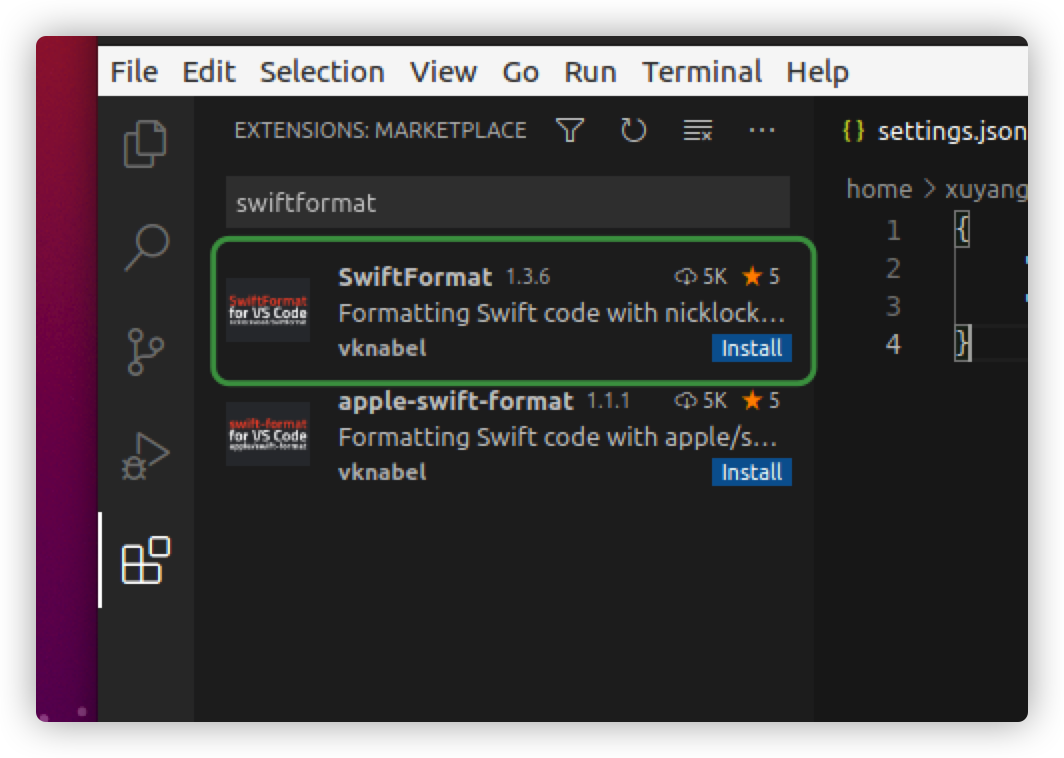 File Edit Selection View Go Run Terminal Help
EXTENSIONS: MARKETPLACE
swiftformat
SwiftFormat 1.3.6 5K 5
Formatting Swift code with nicklock...
vknabel Install
SwiftFormat
for VS Code
apple-swift-format 1.1.1 5K 5
Formatting Swift code with apple/s...
vknabel Install
swift-format
for VS Code
apple/swift-format
{} settings.json
home > xuyang
1 {
2
3
4 }